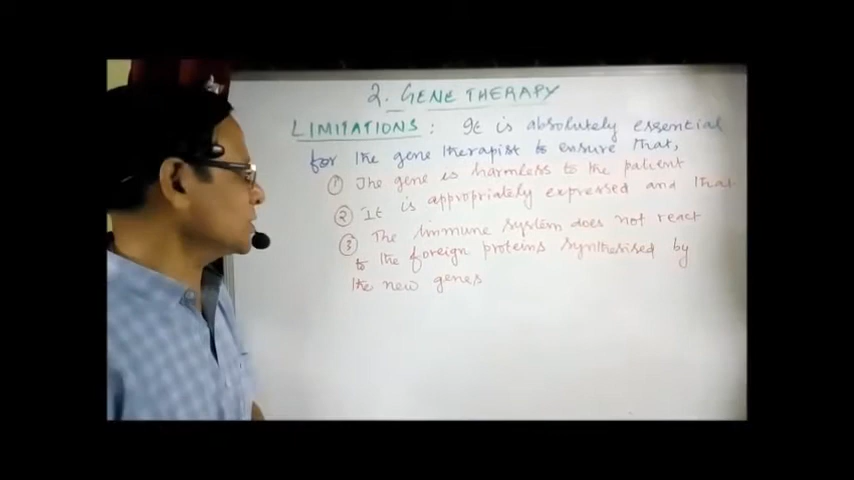 2. GENE THERAPY
LIMITATIONS : It is absolutely essential
for the gene therapist to ensure that,
① The gene is harmless to the patient
② It is appropriately expressed and that
③ The immune system does not react
to the foreign proteins synthesised by
the new genes